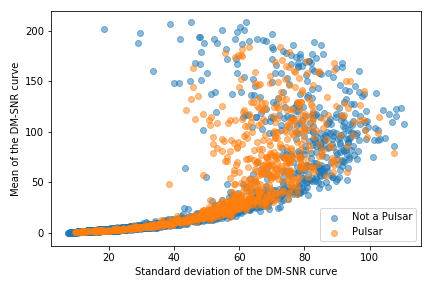 200
150
100
50
0
Mean of the DM-SNR curve
20 40 60 80 100
Standard deviation of the DM-SNR curve
Not a Pulsar
Pulsar